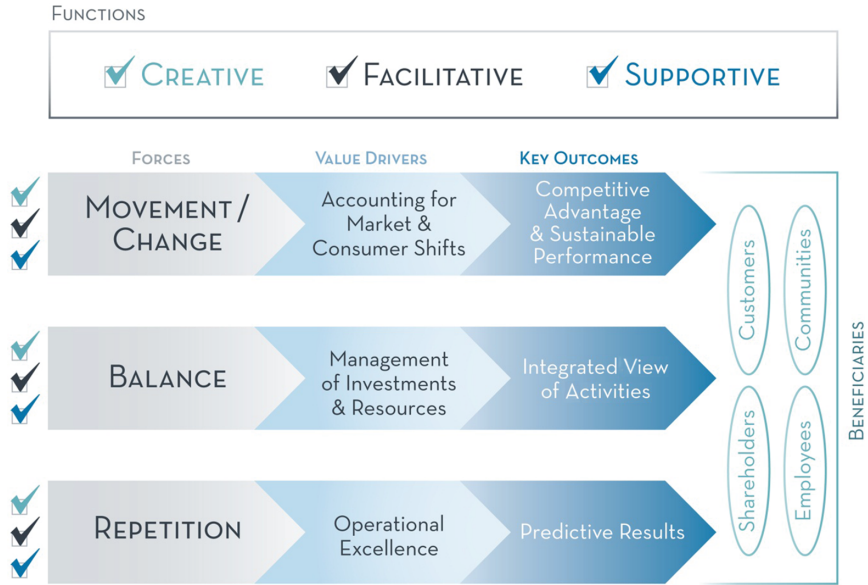 FUNCTIONS
CREATIVE
FACILITATIVE
SUPPORTIVE
FORCES
VALUE DRIVERS
KEY OUTCOMES
MOVEMENT /
CHANGE
Accounting for
Market &
Consumer Shifts
Competitive
Advantage
& Sustainable
Performance
BALANCE
Management
of Investments
& Resources
Integrated View
of Activities
REPETITION
Operational
Excellence
Predictive Results
Customers
Communities
Shareholders
Employees
BENEFICIARIES